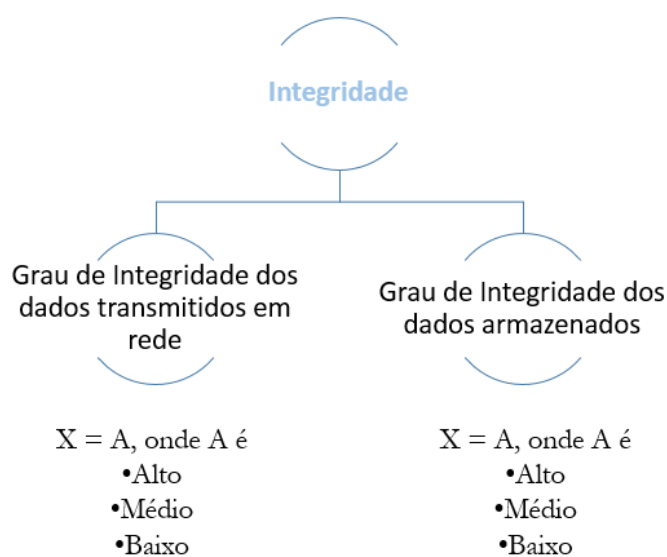 Integridade
Grau de Integridade dos
dados transmitidos em
rede
Grau de Integridade dos
dados armazenados
X = A, onde A é
•Alto
•Médio
•Baixo
X = A, onde A é
•Alto
•Médio
•Baixo